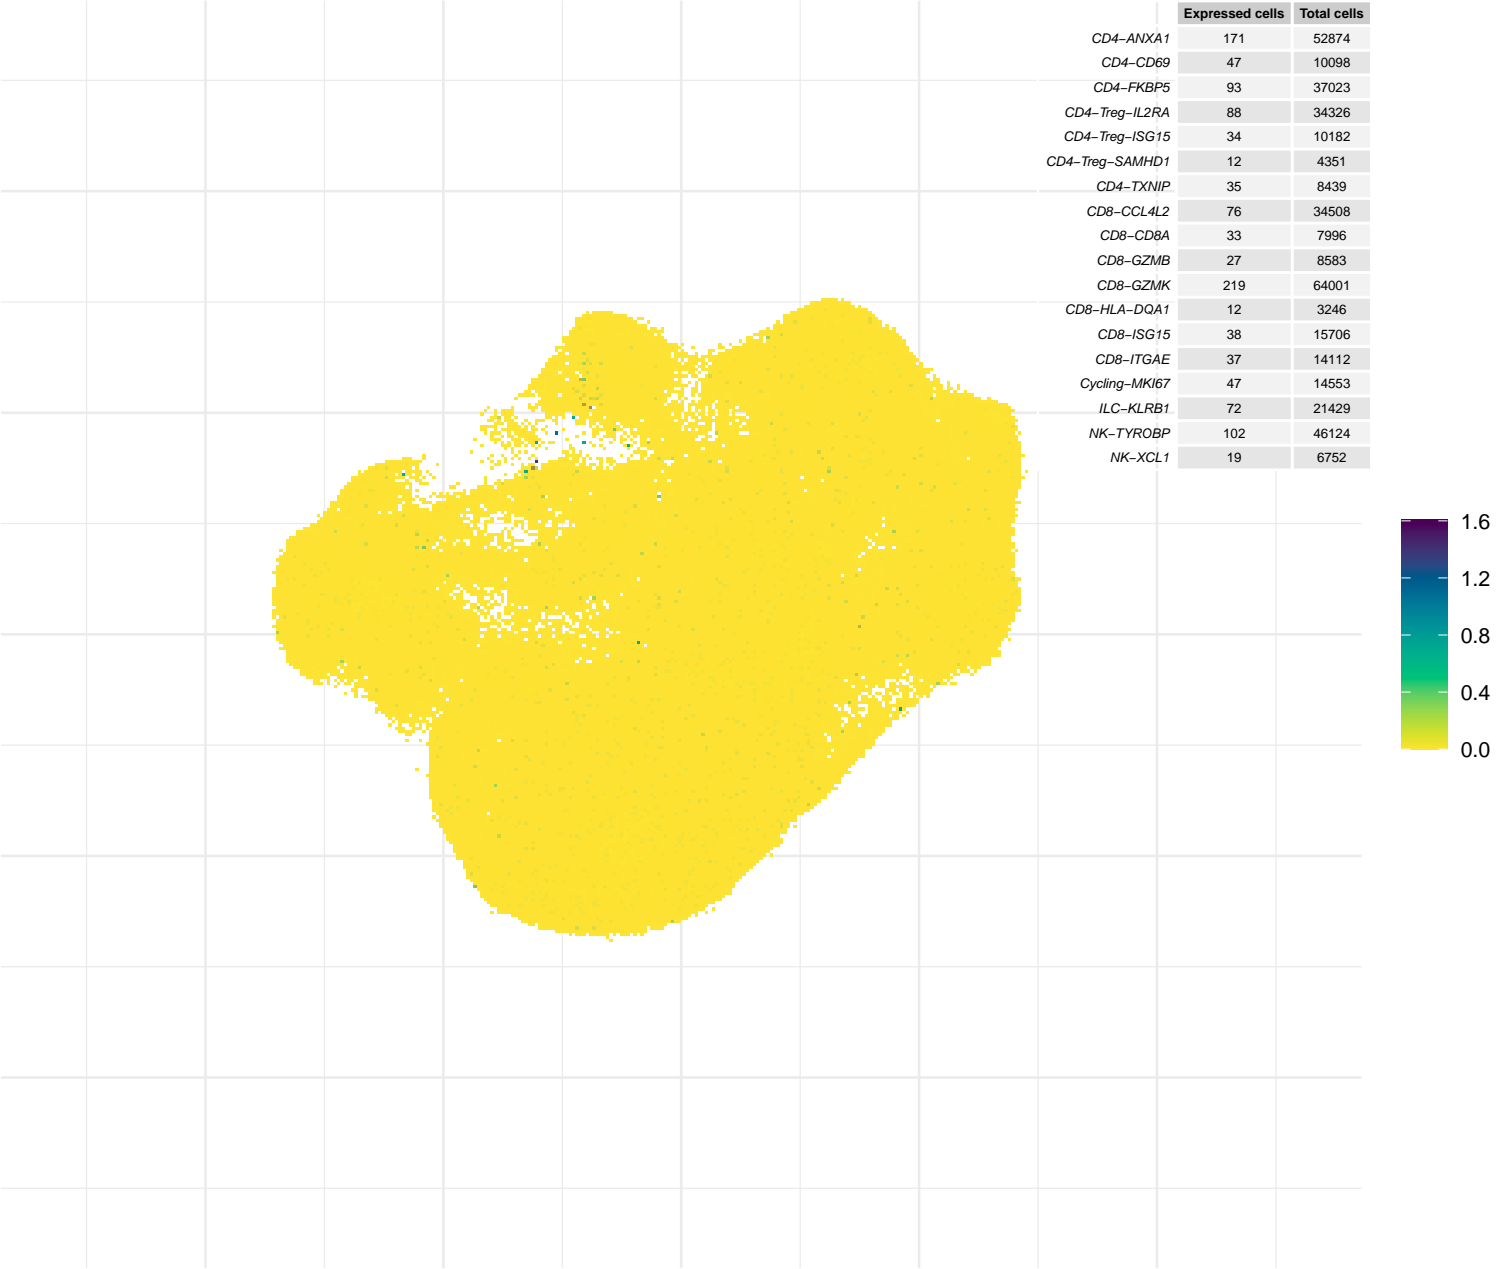 Expressed cells Total cells
CD4−ANXA1 171 52874
CD4−CD69 47 10098
CD4−FKBP5 93 37023
CD4−Treg−IL2RA 88 34326
CD4−Treg−ISG15 34 10182
CD4−Treg−SAMHD1 12 4351
CD4−TXNIP 35 8439
CD8−CCL4L2 76 34508
CD8−CD8A 33 7996
CD8−GZMB 27 8583
CD8−GZMK 219 64001
CD8−HLA−DQA1 12 3246
CD8−ISG15 38 15706
CD8−ITGAE 37 14112
Cycling−MKI67 47 14553
ILC−KLRB1 72 21429
NK−TYROBP 102 46124
NK−XCL1 19 6752
1.6
1.2
0.8
0.4
0.0